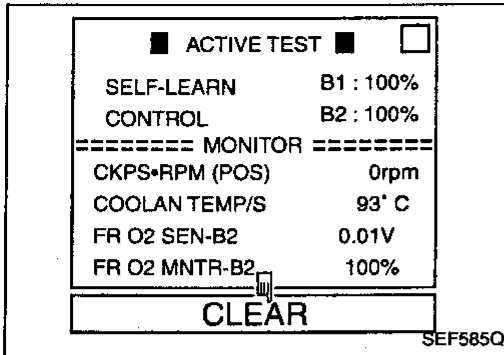 ■ ACTIVE TEST ■
SELF-LEARN B1 : 100%
CONTROL B2 : 100%
======== MONITOR ========
CKPS•RPM (POS) 0rpm
COOLAN TEMP/S 93° C
FR O2 SEN-B2 0.01V
FR O2 MNTR-B2 100%
CLEAR
SEF585Q